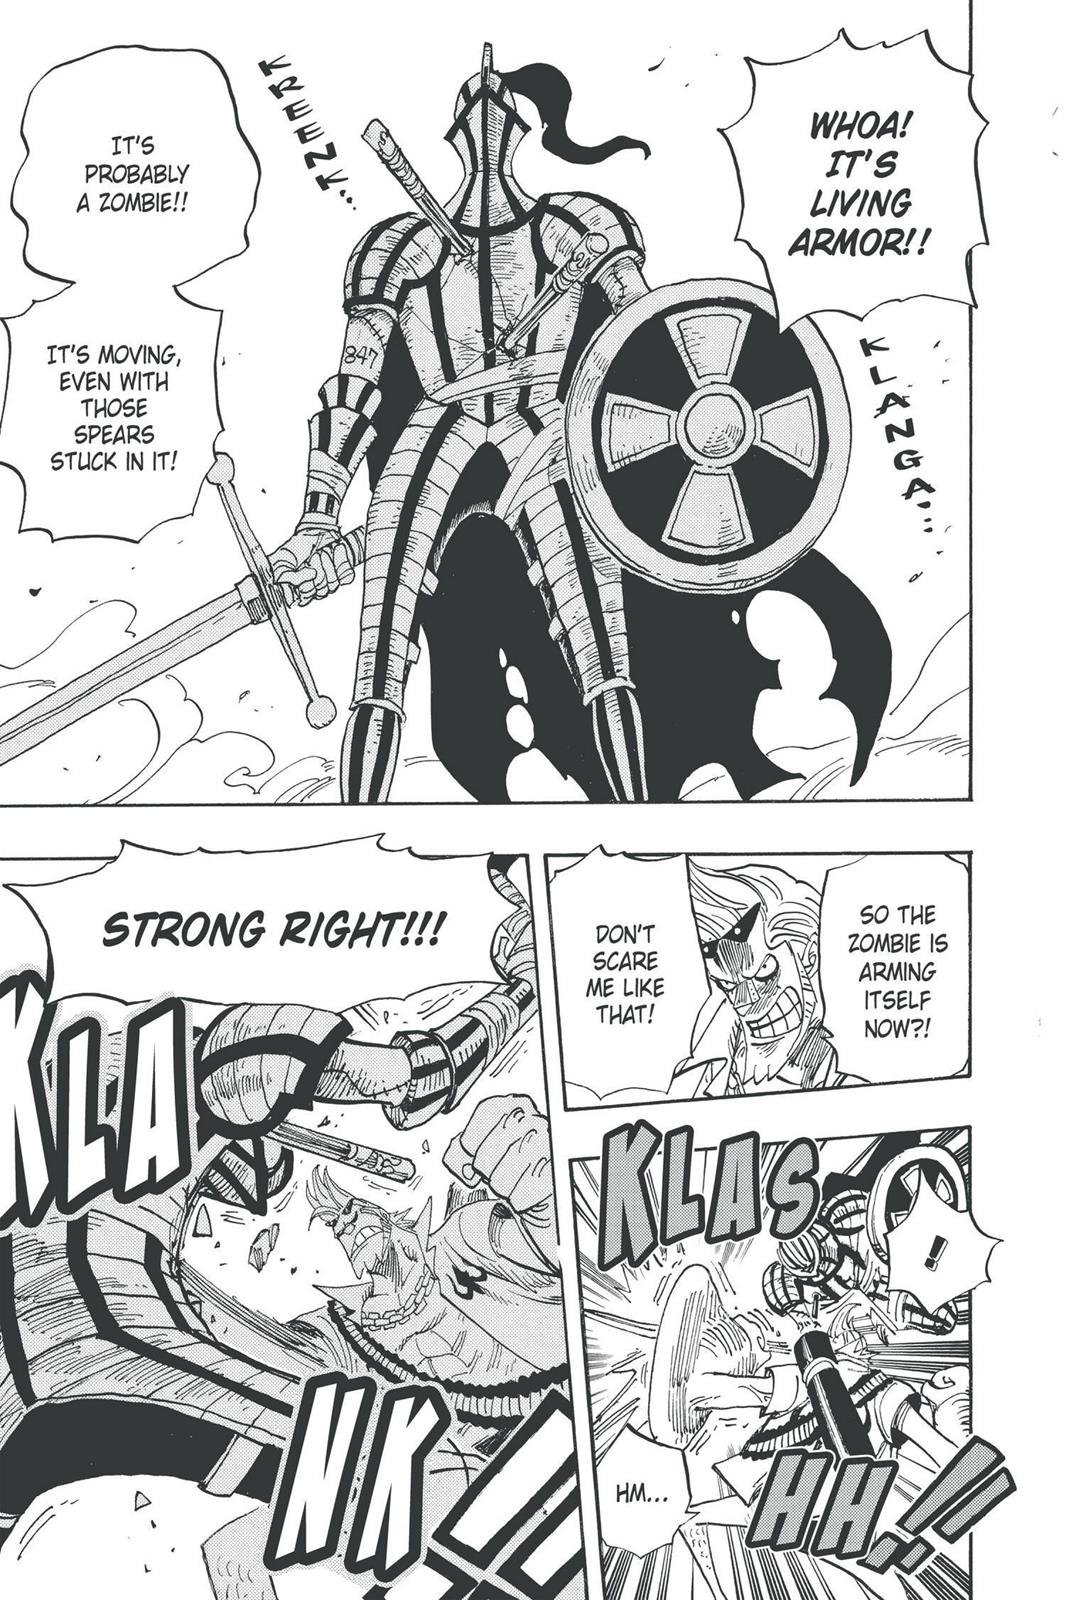 WHOA!
IT'S
LIVING
ARMOR!!
KREENK...
IT'S
PROBABLY
A ZOMBIE!!
IT'S MOVING,
EVEN WITH
THOSE
SPEARS
STUCK IN IT!
847
KLANGA...
SO THE
ZOMBIE IS
ARMING
ITSELF
NOW?!
DON'T
SCARE
ME LIKE
THAT!
STRONG RIGHT!!!
KLA
NK!!
KLAS
HH!!
!
HM...